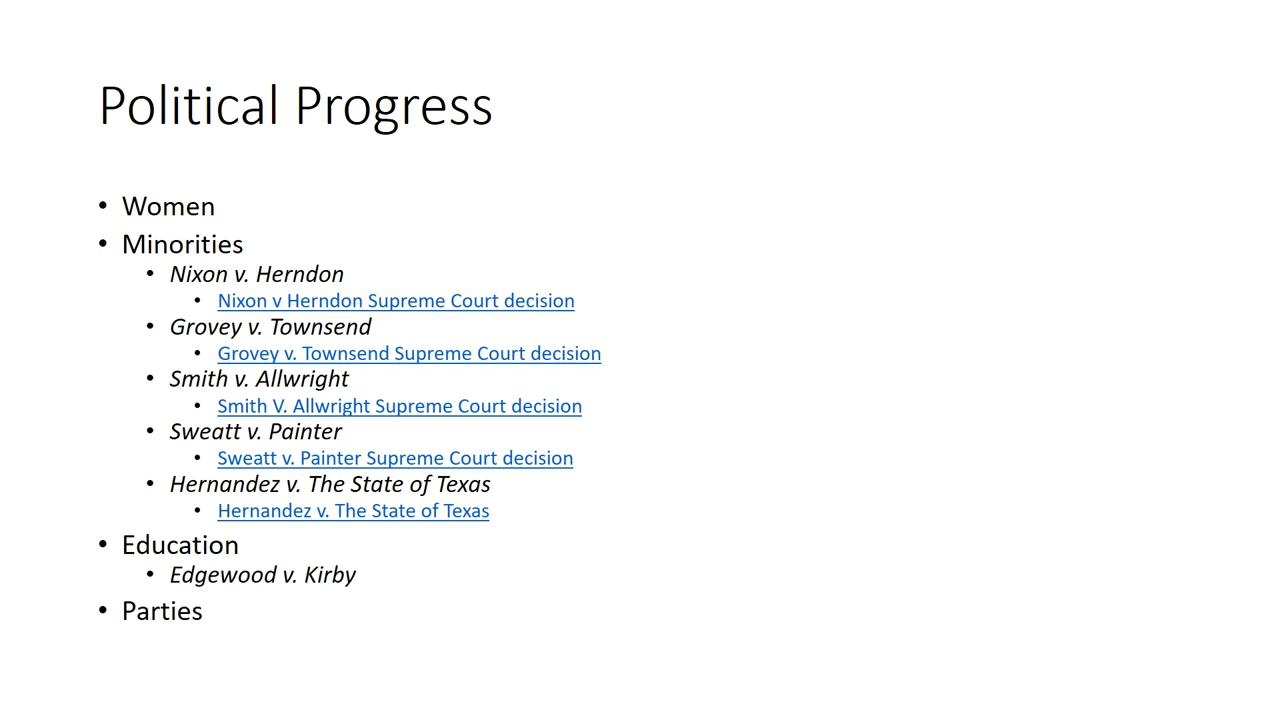 Political Progress
• Women
• Minorities
• Nixon v. Herndon
• Nixon v Herndon Supreme Court decision
• Grovey v. Townsend
• Grovey v. Townsend Supreme Court decision
• Smith v. Allwright
• Smith V. Allwright Supreme Court decision
• Sweatt v. Painter
• Sweatt v. Painter Supreme Court decision
• Hernandez v. The State of Texas
• Hernandez v. The State of Texas
• Education
• Edgewood v. Kirby
• Parties